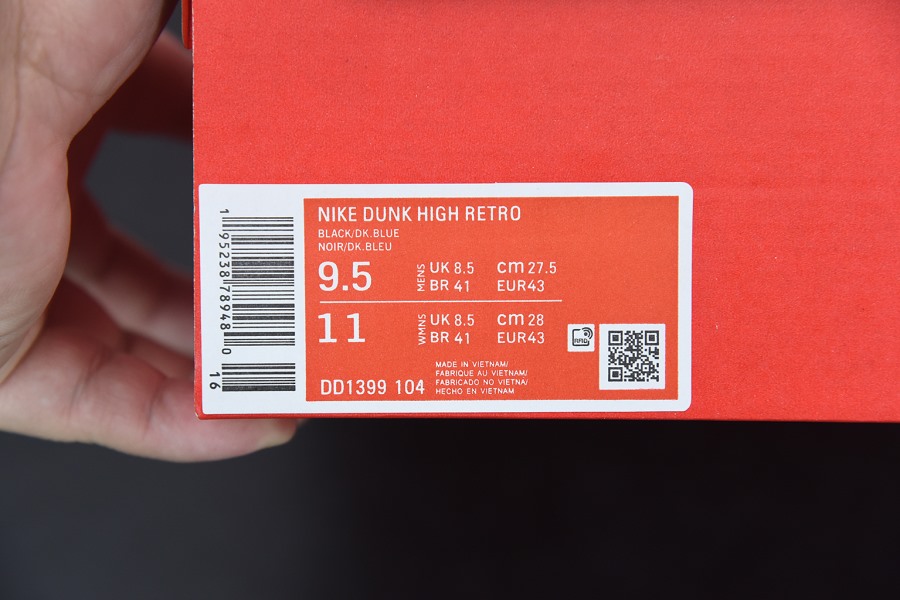 1 95238 78948 0 16
NIKE DUNK HIGH RETRO
BLACK/DK.BLUE
NOIR/DK.BLEU
9.5 MENS UK 8.5 cm 27.5
BR 41 EUR43
11 WMNS UK 8.5 cm 28
BR 41 EUR43
RFID
DD1399 104
MADE IN VIETNAM/
FABRIQUE AU VIETNAM/
FABRICADO NO VIETNA/
HECHO EN VIETNAM